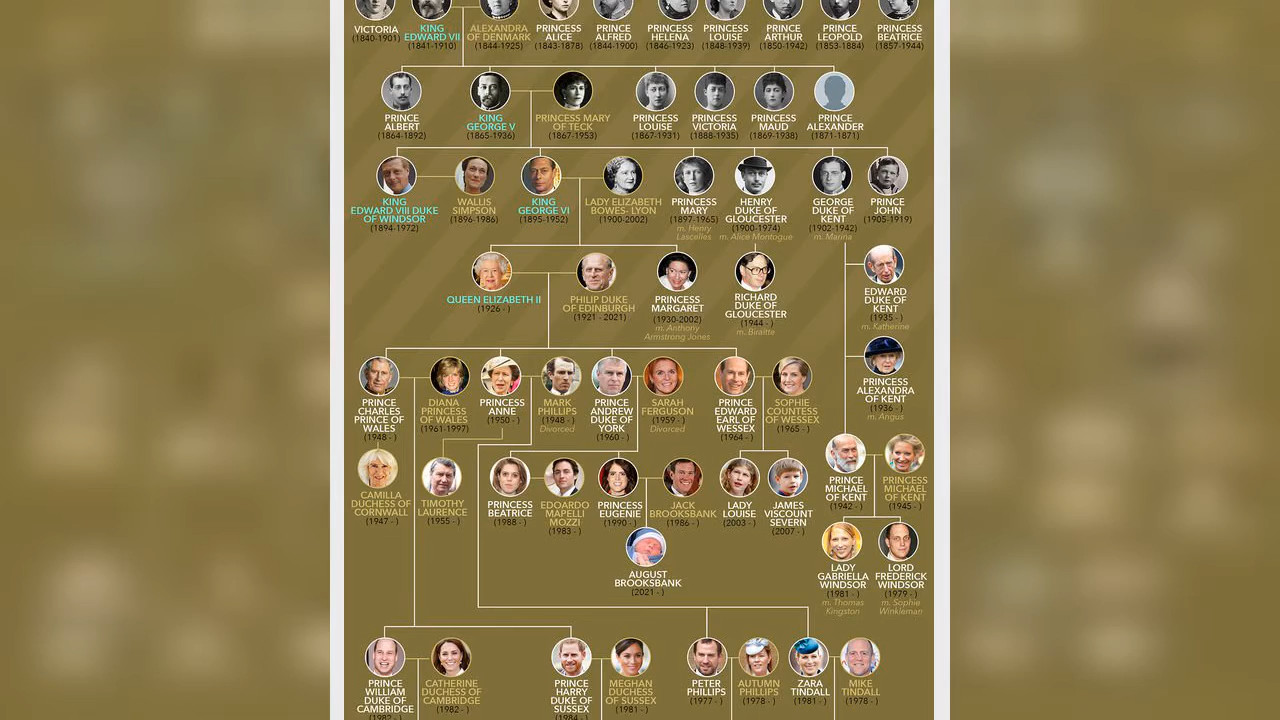 VICTORIA
(1840-1901)
KING
EDWARD VII
(1841-1910)
ALEXANDRA
OF DENMARK
(1844-1925)
PRINCESS
ALICE
(1843-1878)
PRINCE
ALFRED
(1844-1900)
PRINCESS
HELENA
(1846-1923)
PRINCESS
LOUISE
(1848-1939)
PRINCE
ARTHUR
(1850-1942)
PRINCE
LEOPOLD
(1853-1884)
PRINCESS
BEATRICE
(1857-1944)
PRINCE
ALBERT
(1864-1892)
KING
GEORGE V
(1865-1936)
PRINCESS MARY
OF TECK
(1867-1953)
PRINCESS
LOUISE
(1867-1931)
PRINCESS
VICTORIA
(1888-1935)
PRINCESS
MAUD
(1869-1938)
PRINCE
ALEXANDER
(1871-1871)
KING
EDWARD VIII DUKE
OF WINDSOR
(1894-1972)
WALLIS
SIMPSON
(1896-1986)
KING
GEORGE VI
(1895-1952)
LADY ELIZABETH
BOWES- LYON
(1900-2002)
PRINCESS
MARY
(1897-1965)
m. Henry
Lascelles
HENRY
DUKE OF
GLOUCESTER
(1900-1974)
m. Alice Montogue
GEORGE
DUKE OF
KENT
(1902-1942)
m. Marina
PRINCE
JOHN
(1905-1919)
QUEEN ELIZABETH II
(1926 - )
PHILIP DUKE
OF EDINBURGH
(1921 - 2021)
PRINCESS
MARGARET
(1930-2002)
m. Anthony
Armstrong Jones
RICHARD
DUKE OF
GLOUCESTER
(1944 - )
m. Biraitte
EDWARD
DUKE OF
KENT
(1935 - )
m. Katherine
PRINCESS
ALEXANDRA
OF KENT
(1936 - )
m. Angus
PRINCE
CHARLES
PRINCE OF
WALES
(1948 - )
DIANA
PRINCESS
OF WALES
(1961-1997)
PRINCESS
ANNE
(1950 - )
MARK
PHILLIPS
(1948 - )
Divorced
PRINCE
ANDREW
DUKE OF
YORK
(1960 - )
SARAH
FERGUSON
(1959 - )
Divorced
PRINCE
EDWARD
EARL OF
WESSEX
(1964 - )
SOPHIE
COUNTESS
OF WESSEX
(1965 - )
CAMILLA
DUCHESS OF
CORNWALL
(1947 - )
TIMOTHY
LAURENCE
(1955 - )
PRINCESS
BEATRICE
(1988 - )
EDOARDO
MAPELLI
MOZZI
(1983 - )
PRINCESS
EUGENIE
(1990 - )
JACK
BROOKSBANK
(1986 - )
LADY
LOUISE
(2003 - )
JAMES
VISCOUNT
SEVERN
(2007 - )
PRINCE
MICHAEL
OF KENT
(1942 - )
PRINCESS
MICHAEL
OF KENT
(1945 - )
AUGUST
BROOKSBANK
(2021 - )
LADY
GABRIELLA
WINDSOR
(1981 - )
m. Thomas
Kingston
LORD
FREDERICK
WINDSOR
(1979 - )
m. Sophie
Winkleman
PRINCE
WILLIAM
DUKE OF
CAMBRIDGE
(1982 - )
CATHERINE
DUCHESS OF
CAMBRIDGE
(1982 - )
PRINCE
HARRY
DUKE OF
SUSSEX
(1984 - )
MEGHAN
DUCHESS
OF SUSSEX
(1981 - )
PETER
PHILLIPS
(1977 - )
AUTUMN
PHILLIPS
(1978 - )
ZARA
TINDALL
(1981 - )
MIKE
TINDALL
(1978 - )